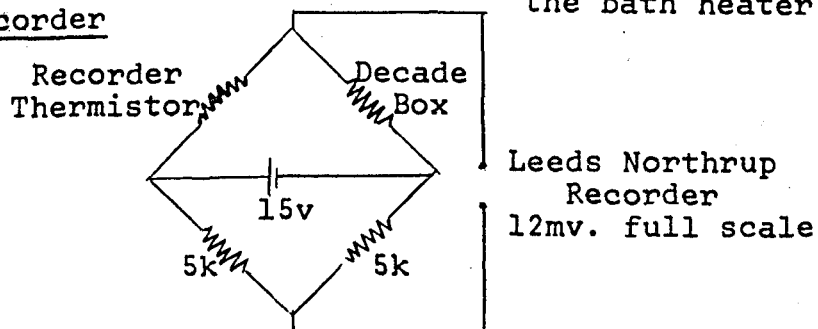 corder
the bath heater
Recorder
Thermistor
Decade
Box
Leeds Northrup
Recorder
12mv. full scale
15v
5k
5k